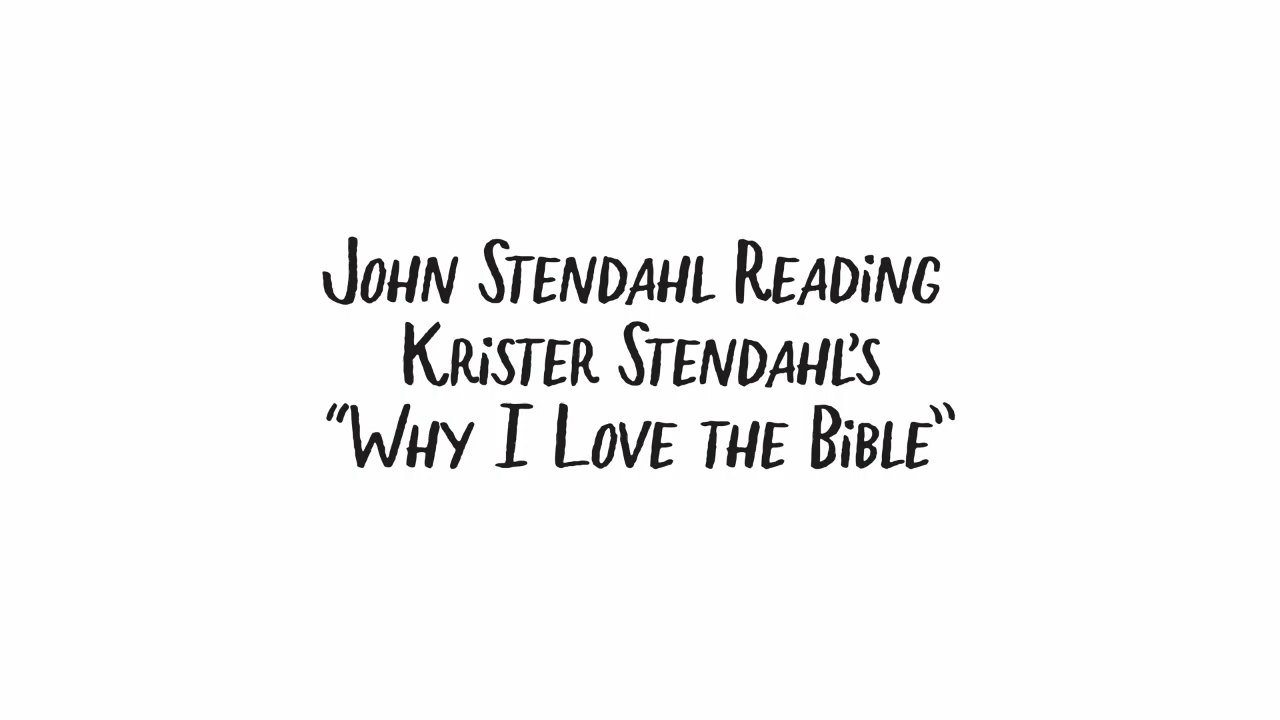 John Stendahl Reading
Krister Stendahl's
“Why I Love the Bible”